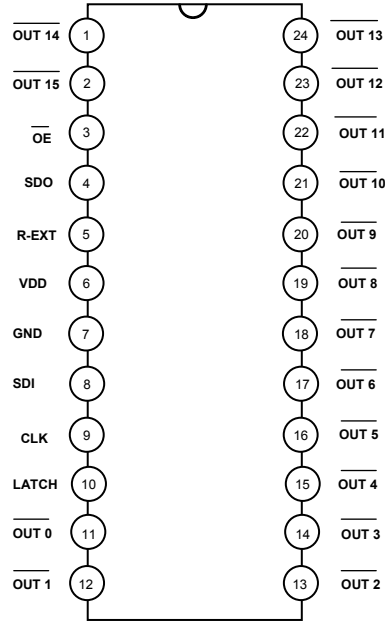 OUT 14 1 24 OUT 13
OUT 15 2 23 OUT 12
OE 3 22 OUT 11
SDO 4 21 OUT 10
R-EXT 5 20 OUT 9
VDD 6 19 OUT 8
GND 7 18 OUT 7
SDI 8 17 OUT 6
CLK 9 16 OUT 5
LATCH 10 15 OUT 4
OUT 0 11 14 OUT 3
OUT 1 12 13 OUT 2